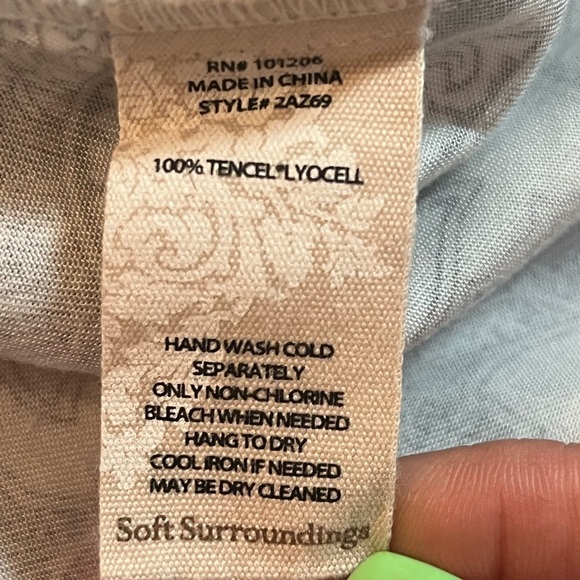 RN# 101206
MADE IN CHINA
STYLE# 2AZ69
100% TENCEL®LYOCELL
HAND WASH COLD
SEPARATELY
ONLY NON-CHLORINE
BLEACH WHEN NEEDED
HANG TO DRY
COOL IRON IF NEEDED
MAY BE DRY CLEANED
Soft Surroundings